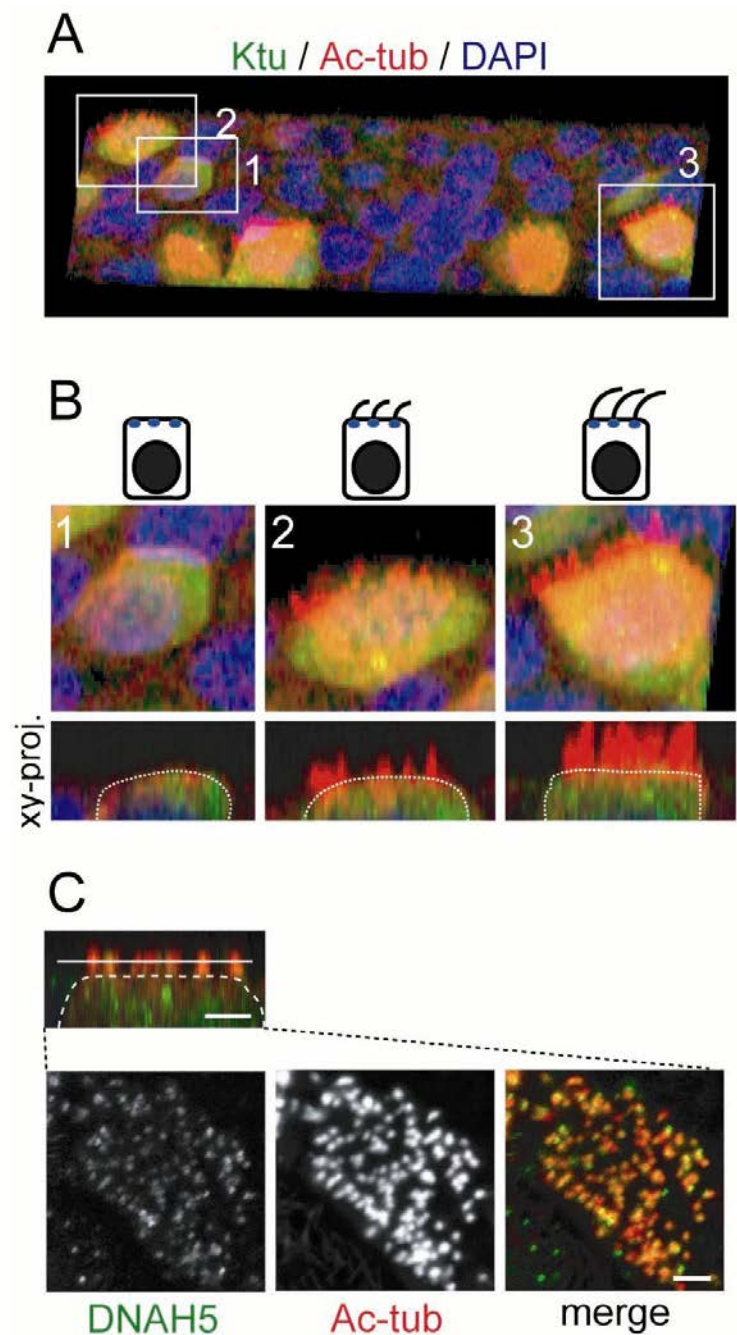 A
Ktu / Ac-tub / DAPI
2
1
3
B
1
2
3
xy-proj.
C
DNAH5
Ac-tub
merge